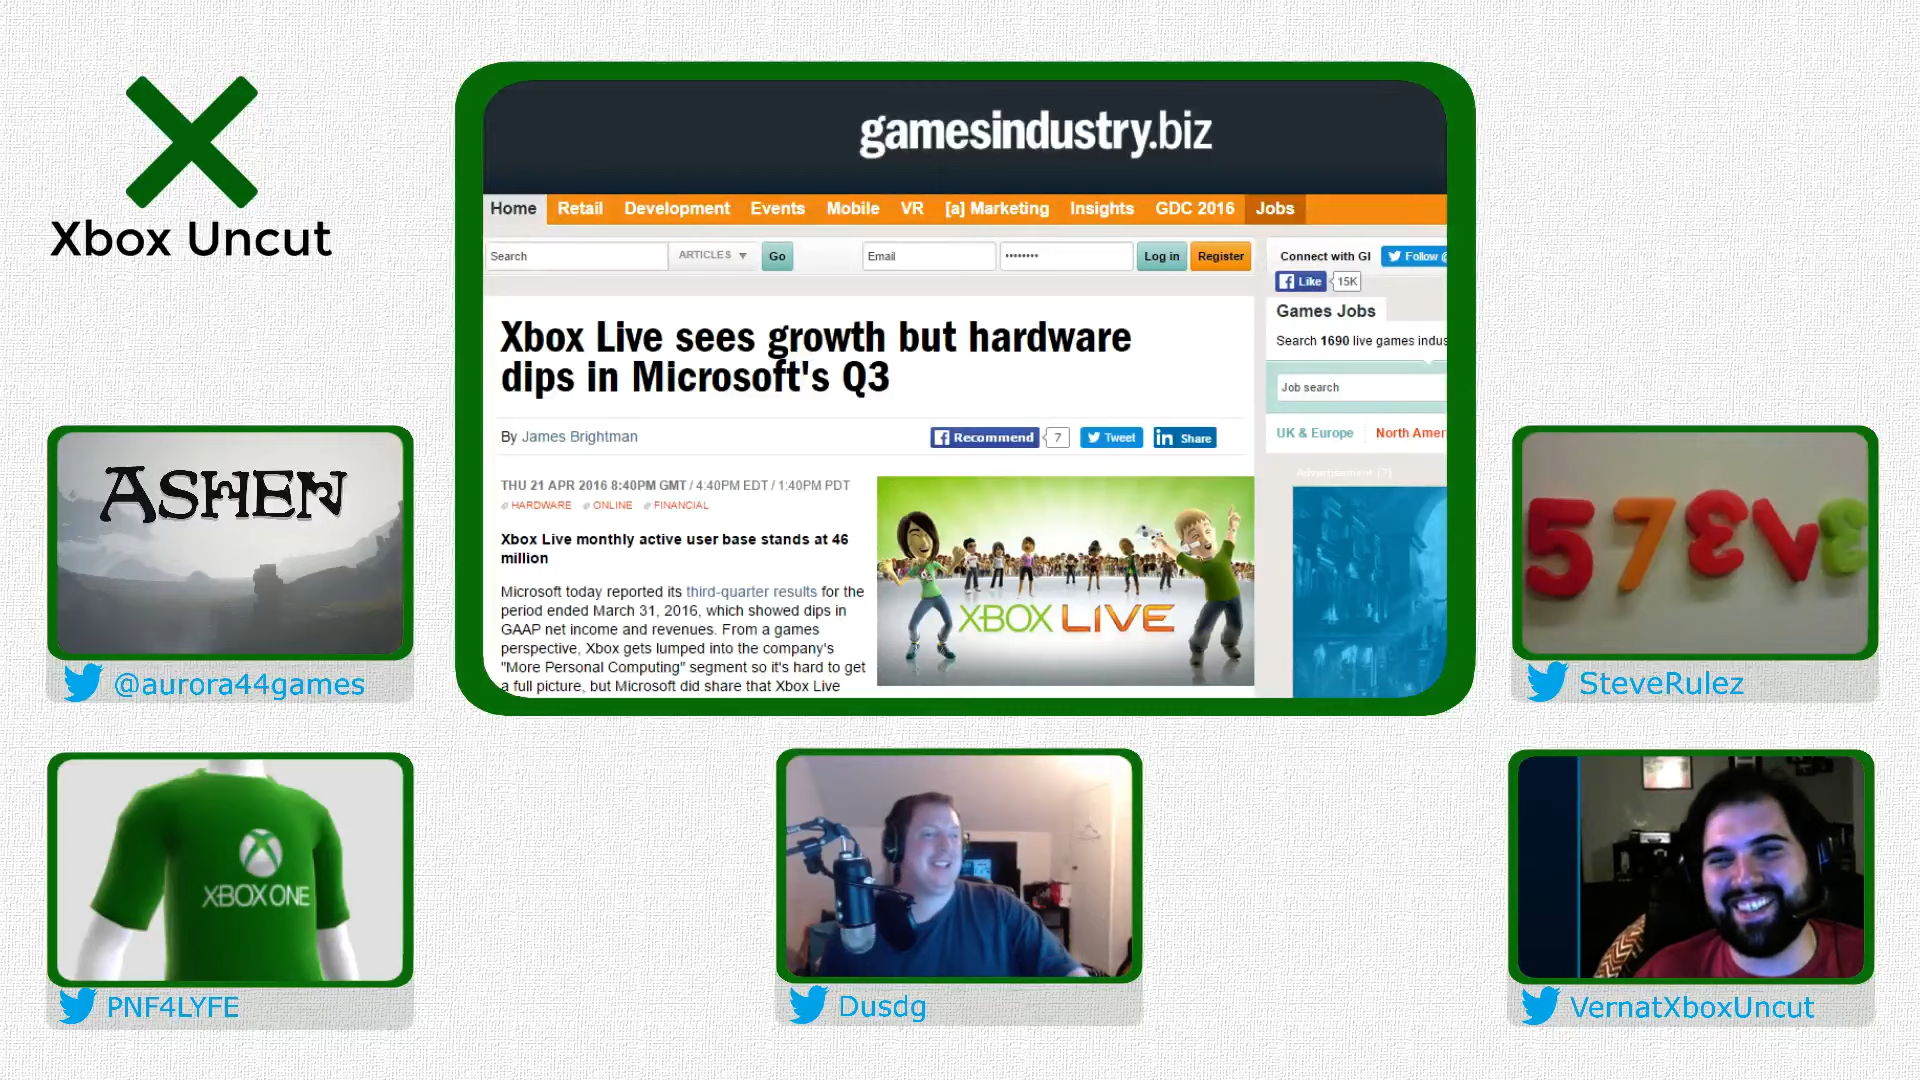 Xbox Uncut
gamesindustry.biz
Home Retail Development Events Mobile VR [a] Marketing Insights GDC 2016 Jobs
Search ARTICLES Go Email •••••••• Log in Register
Connect with GI Follow @
Like 15K
Games Jobs
Search 1690 live games indus
Job search
UK & Europe North Amer
Advertisement [?]
Xbox Live sees growth but hardware
dips in Microsoft's Q3
By James Brightman
Recommend 7 Tweet in Share
THU 21 APR 2016 8:40PM GMT / 4:40PM EDT / 1:40PM PDT
HARDWARE ONLINE FINANCIAL
Xbox Live monthly active user base stands at 46
million
Microsoft today reported its third-quarter results for the
period ended March 31, 2016, which showed dips in
GAAP net income and revenues. From a games
perspective, Xbox gets lumped into the company's
"More Personal Computing" segment so it's hard to get
a full picture, but Microsoft did share that Xbox Live
XBOX LIVE
ASHEN
@aurora44games
57EVE
SteveRulez
XBOX ONE
PNF4LYFE
Dusdg
VernatXboxUncut